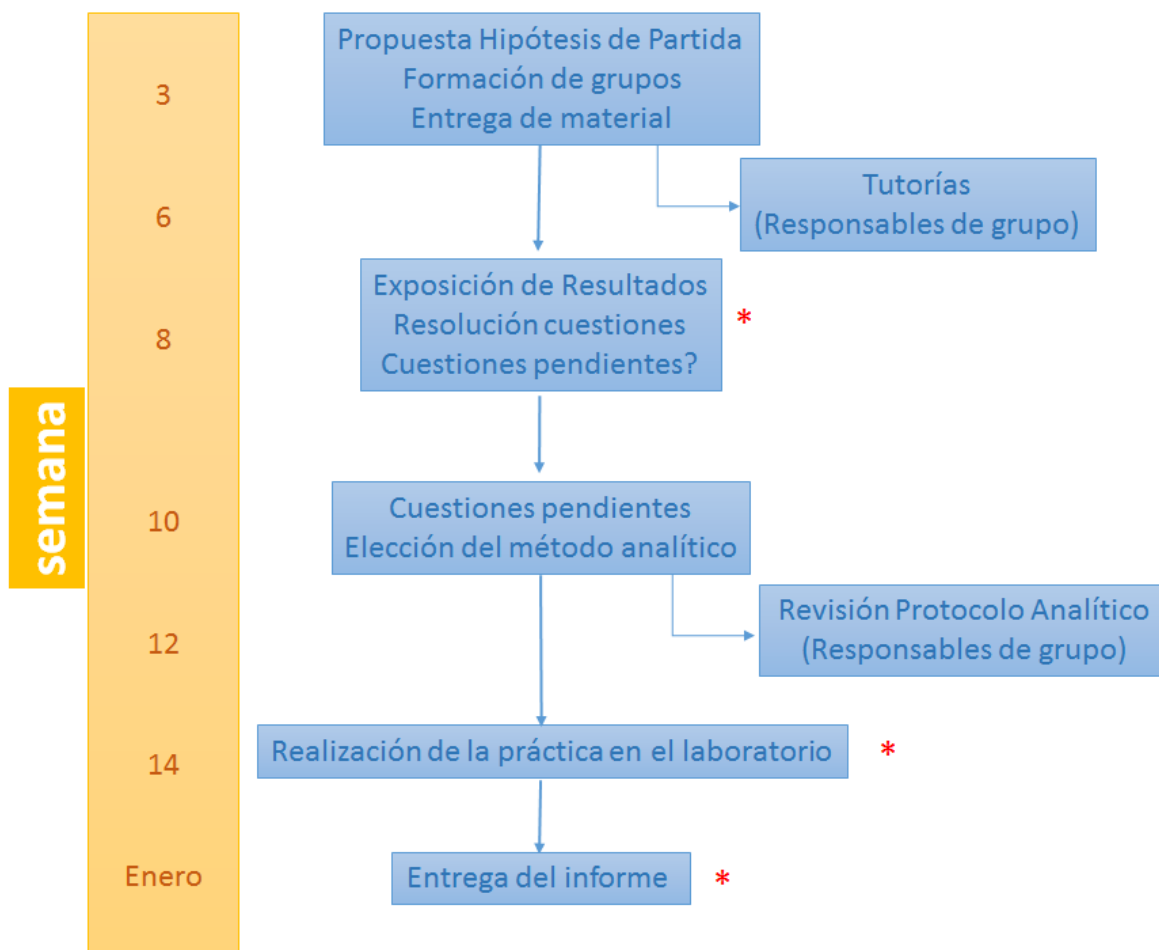 semana
3
Propuesta Hipótesis de Partida
Formación de grupos
Entrega de material
6
Tutorías
(Responsables de grupo)
8
Exposición de Resultados
Resolución cuestiones
Cuestiones pendientes?
*
10
Cuestiones pendientes
Elección del método analítico
12
Revisión Protocolo Analítico
(Responsables de grupo)
14
Realización de la práctica en el laboratorio
*
Enero
Entrega del informe
*